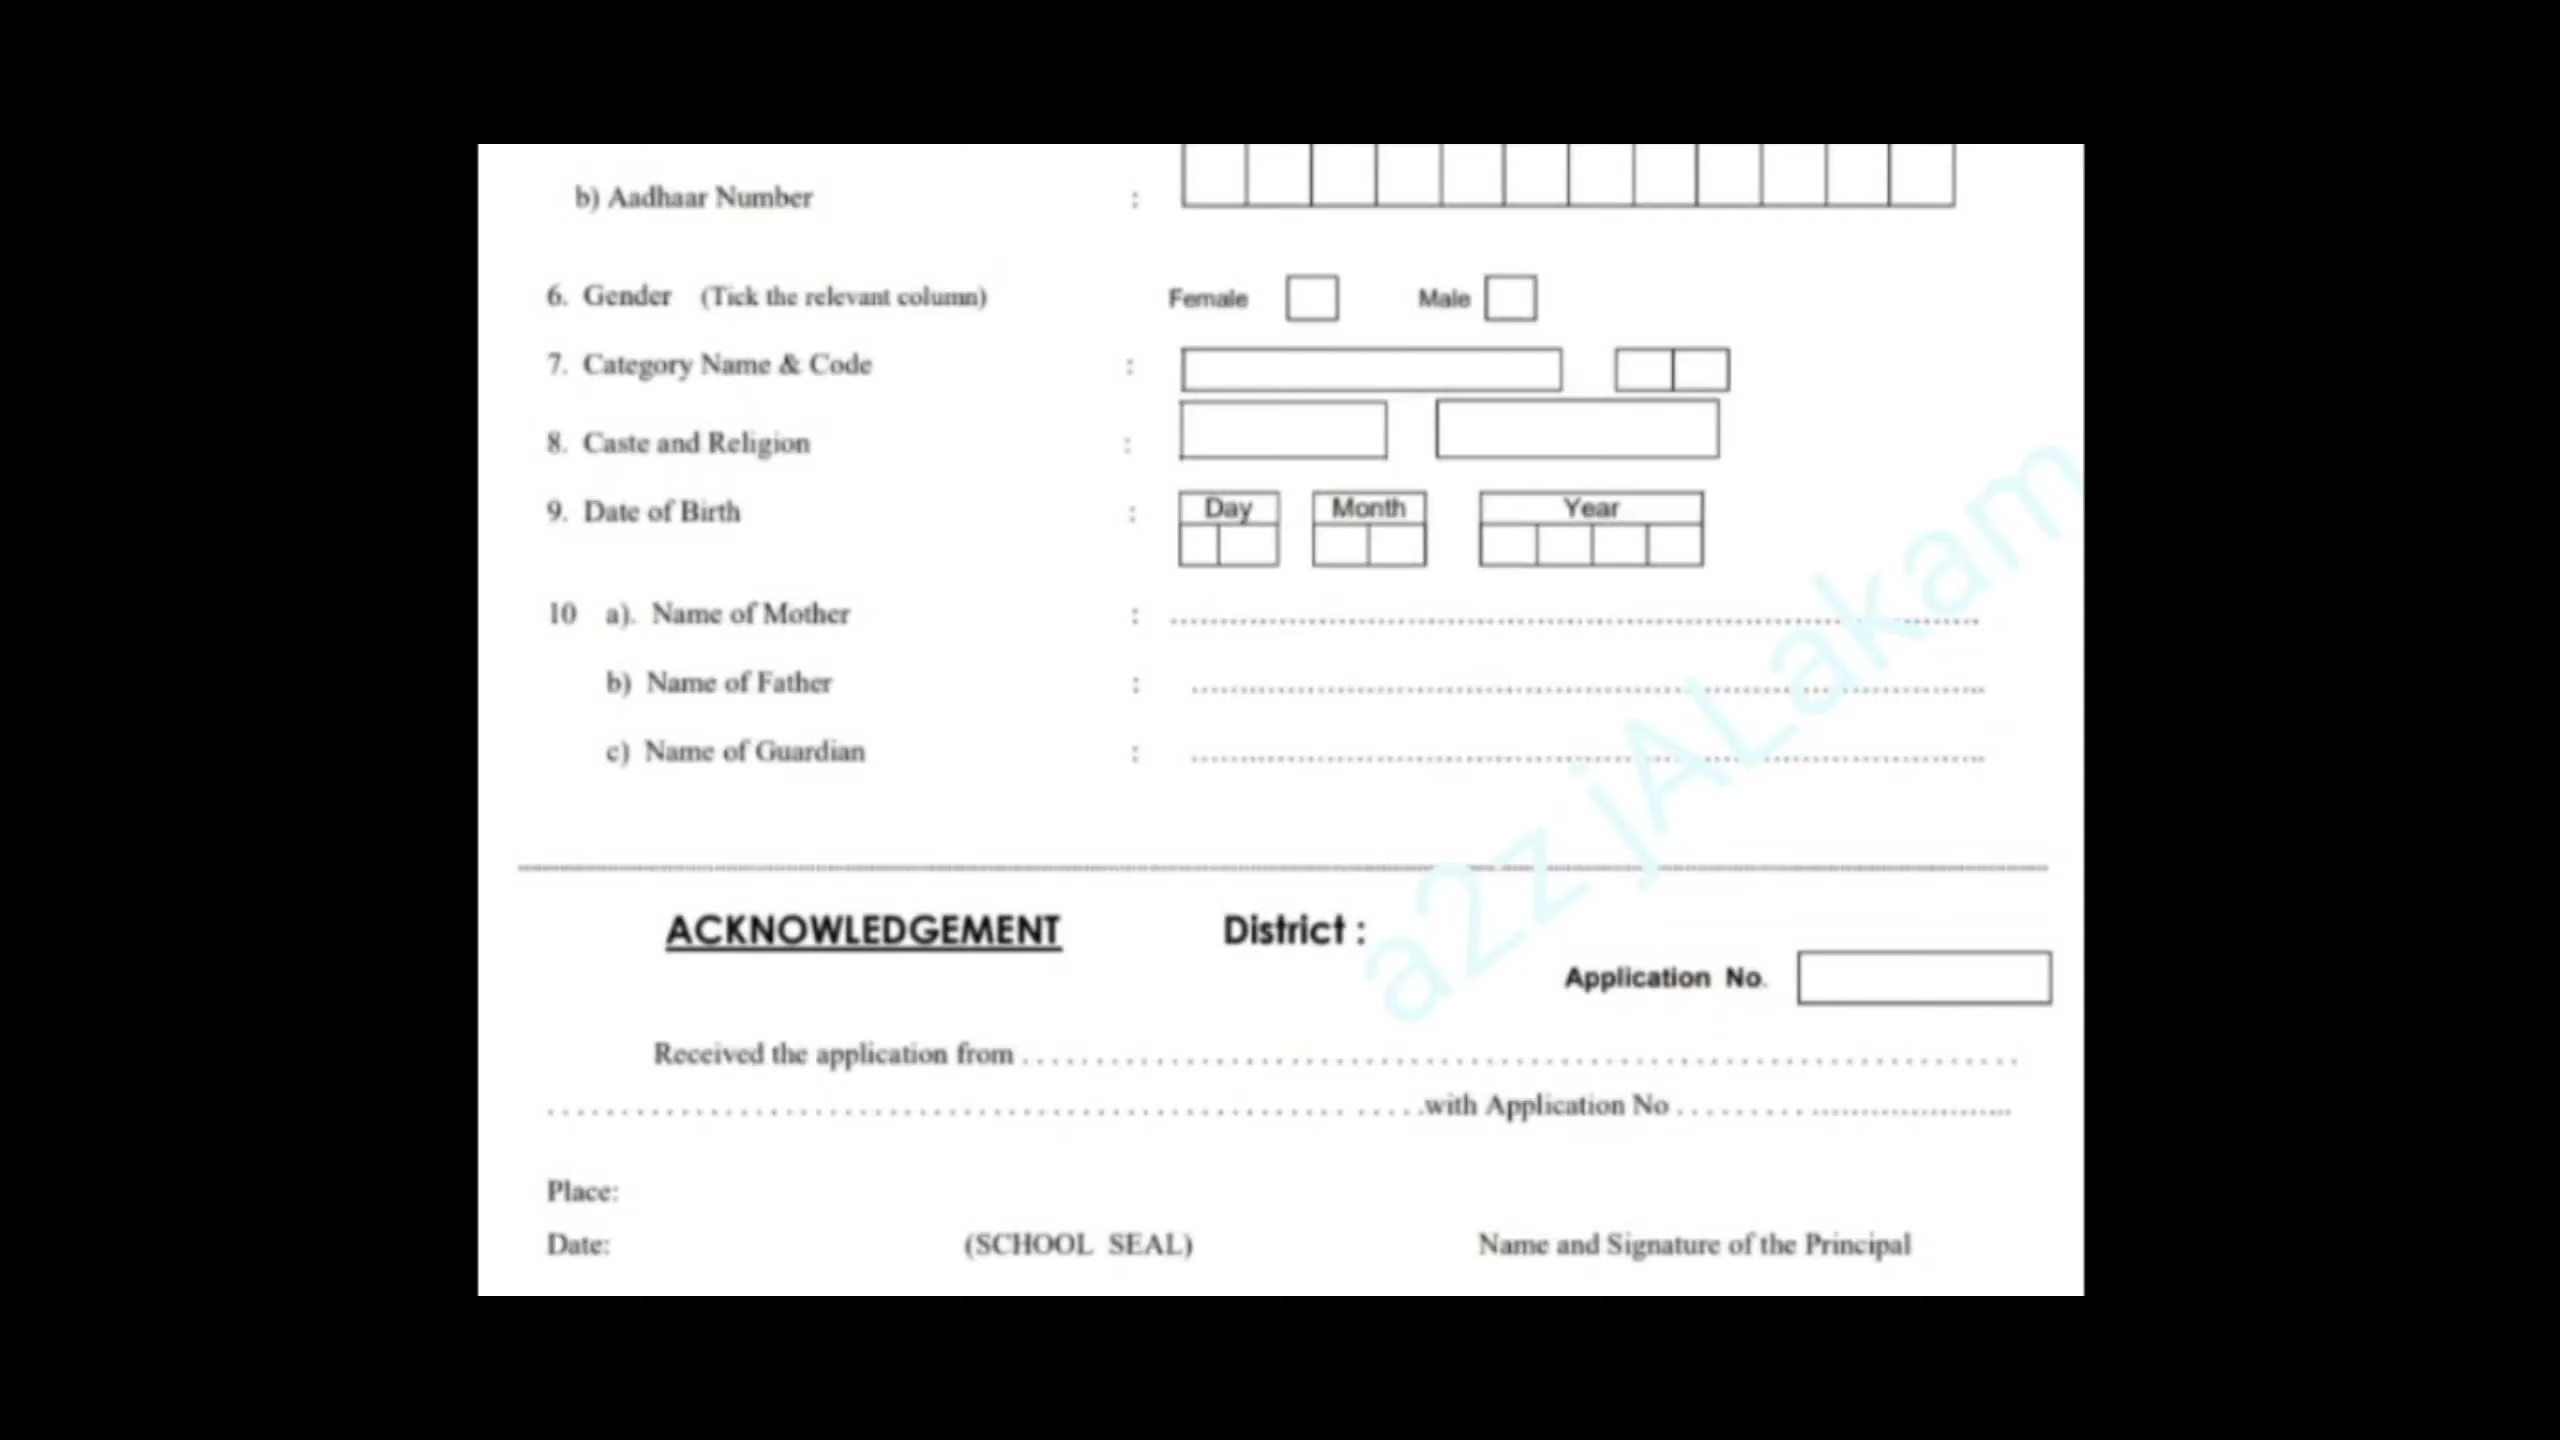 b) Aadhaar Number :
6. Gender (Tick the relevant column) Female Male
7. Category Name & Code :
8. Caste and Religion :
9. Date of Birth : Day Month Year
10 a). Name of Mother : ........................................
b) Name of Father : ........................................
c) Name of Guardian : ........................................
a2z jALakam
ACKNOWLEDGEMENT District :
Application No.
Received the application from ........................................
........................................with Application No ....................
Place:
Date: (SCHOOL SEAL) Name and Signature of the Principal